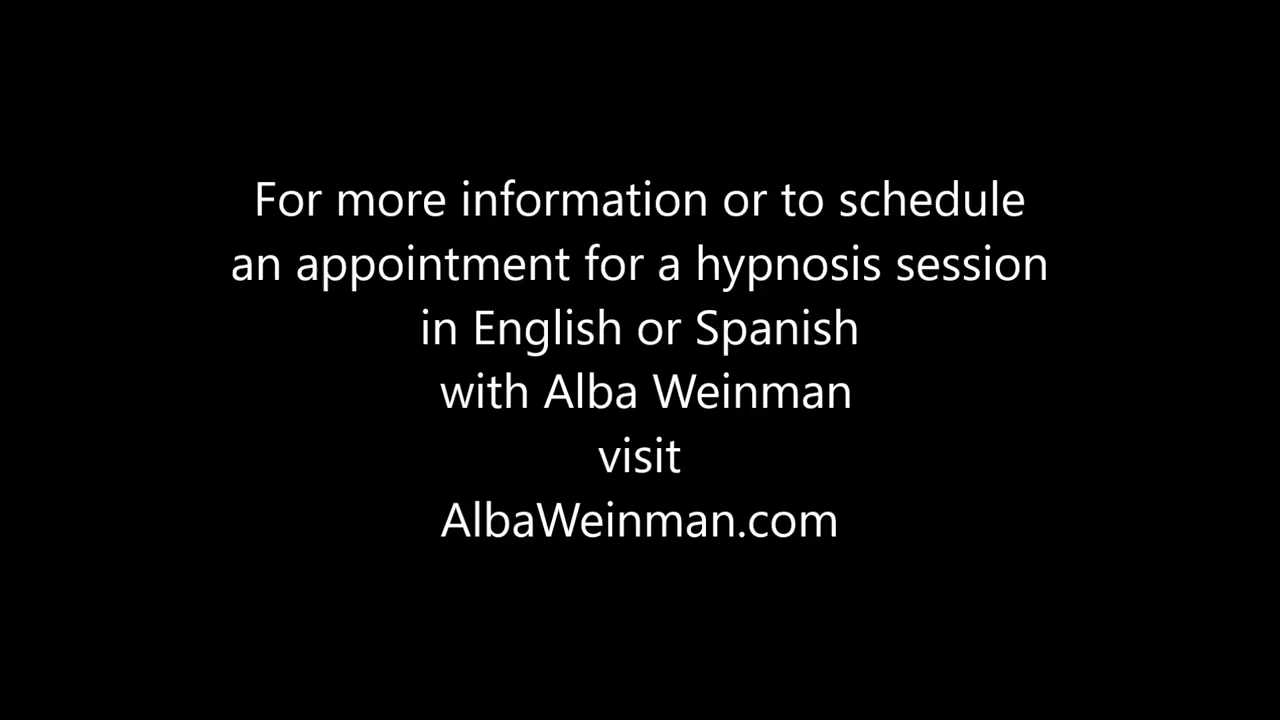 For more information or to schedule
an appointment for a hypnosis session
in English or Spanish
with Alba Weinman
visit
AlbaWeinman.com